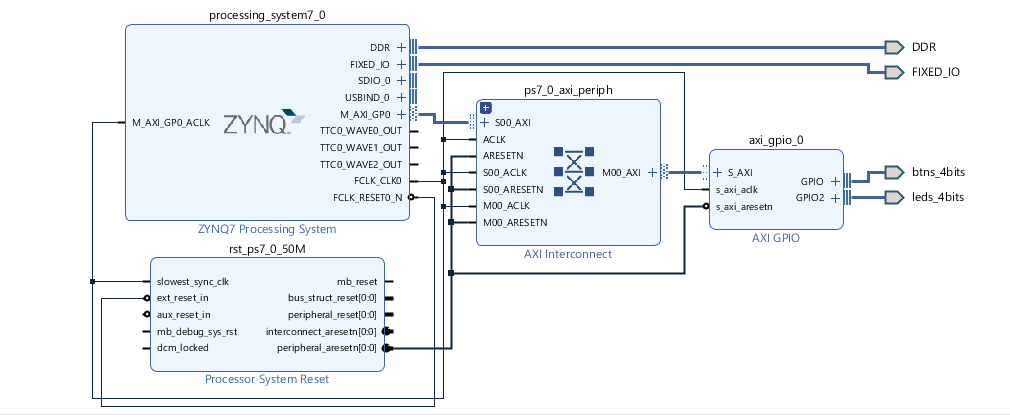 processing_system7_0
DDR
FIXED_IO
SDIO_0
USBIND_0
M_AXI_GP0
M_AXI_GP0_ACLK
ZYNQ
TTC0_WAVE0_OUT
TTC0_WAVE1_OUT
TTC0_WAVE2_OUT
FCLK_CLK0
FCLK_RESET0_N
ZYNQ7 Processing System
rst_ps7_0_50M
slowest_sync_clk
ext_reset_in
aux_reset_in
mb_debug_sys_rst
dcm_locked
mb_reset
bus_struct_reset[0:0]
peripheral_reset[0:0]
interconnect_aresetn[0:0]
peripheral_aresetn[0:0]
Processor System Reset
ps7_0_axi_periph
S00_AXI
ACLK
ARESETN
S00_ACLK
S00_ARESETN
M00_ACLK
M00_ARESETN
M00_AXI
AXI Interconnect
axi_gpio_0
S_AXI
s_axi_aclk
s_axi_aresetn
GPIO
GPIO2
AXI GPIO
DDR
FIXED_IO
btns_4bits
leds_4bits